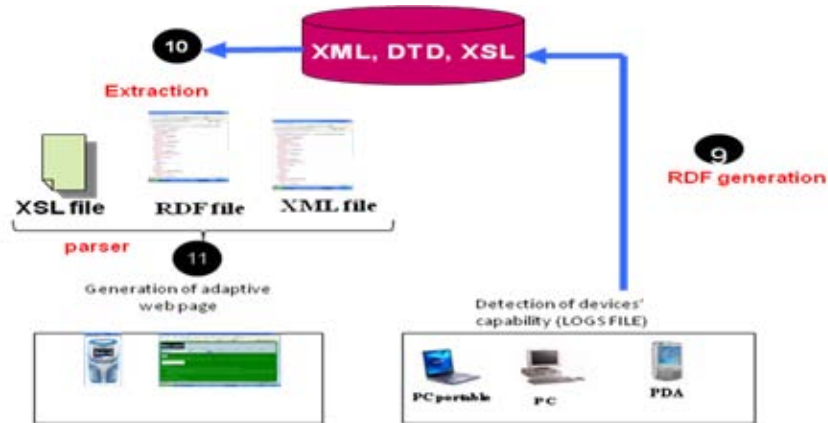 10
XML, DTD, XSL
Extraction
9
RDF generation
XSL file
RDF file
XML file
parser
11
Generation of adaptive
web page
Detection of devices'
capability (LOGS FILE)
PC portable
PC
PDA